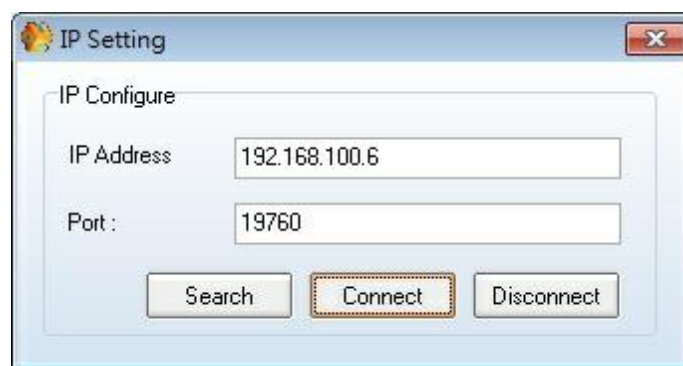 IP Setting
IP Configure
IP Address 192.168.100.6
Port : 19760
Search Connect Disconnect